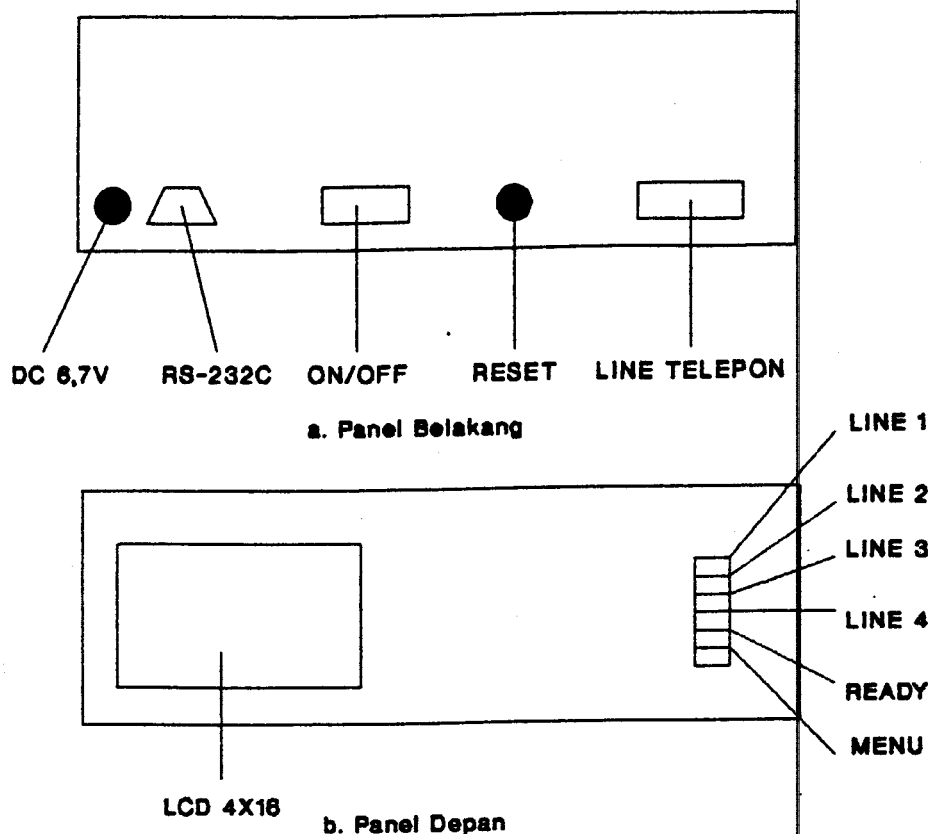 DC 6,7V RS-232C ON/OFF RESET LINE TELEPON
a. Panel Belakang
LINE 1
LINE 2
LINE 3
LINE 4
READY
MENU
LCD 4X16
b. Panel Depan